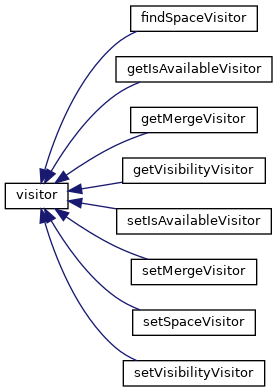 findSpaceVisitor
getIsAvailableVisitor
getMergeVisitor
getVisibilityVisitor
visitor
setIsAvailableVisitor
setMergeVisitor
setSpaceVisitor
setVisibilityVisitor